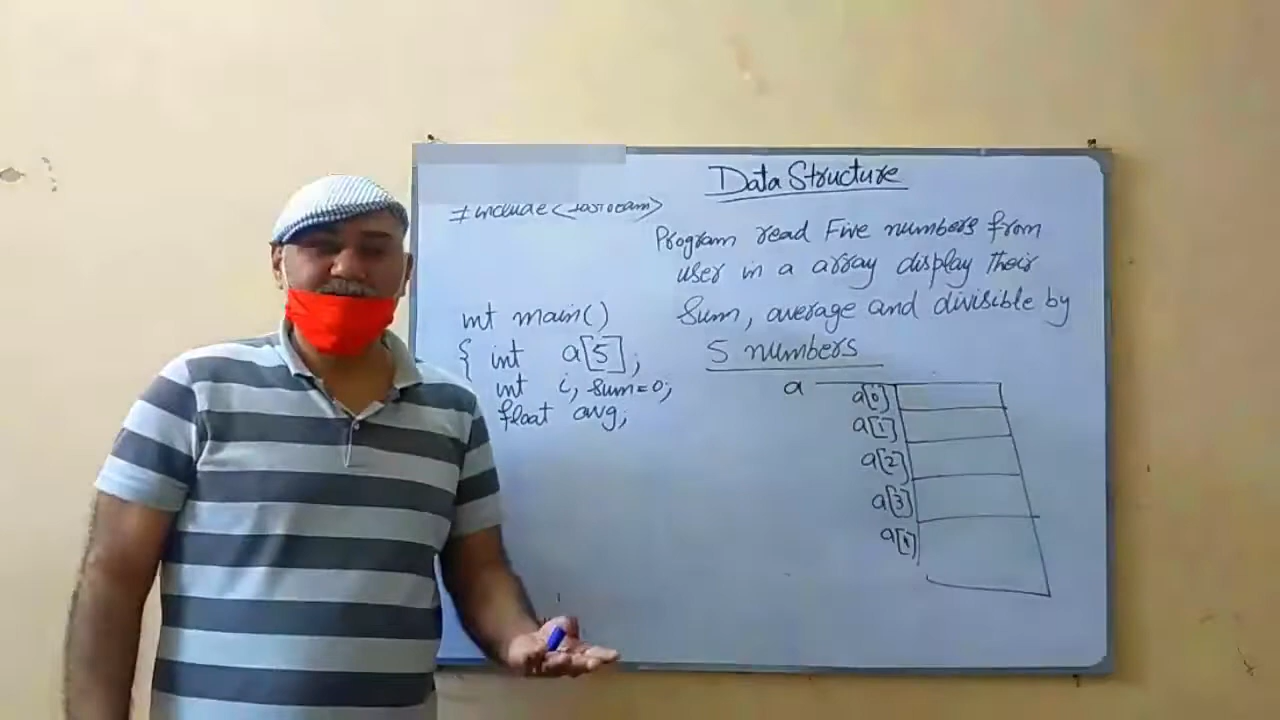 Data Structure
#include<iostream>
Program read Five numbers from
user in a array display their
Sum, average and divisible by
5 numbers
int main()
{ int a[5];
int i, sum=0;
float avg;
a
a[0]
a[1]
a[2]
a[3]
a[4]